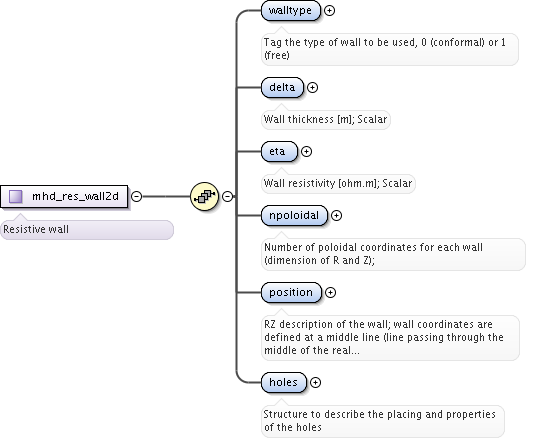 walltype
Tag the type of wall to be used, 0 (conformal) or 1
(free)
delta
Wall thickness [m]; Scalar
eta
Wall resistivity [ohm.m]; Scalar
mhd_res_wall2d
Resistive wall
npoloidal
Number of poloidal coordinates for each wall
(dimension of R and Z);
position
RZ description of the wall; wall coordinates are
defined at a middle line (line passing through the
middle of the real...
holes
Structure to describe the placing and properties
of the holes